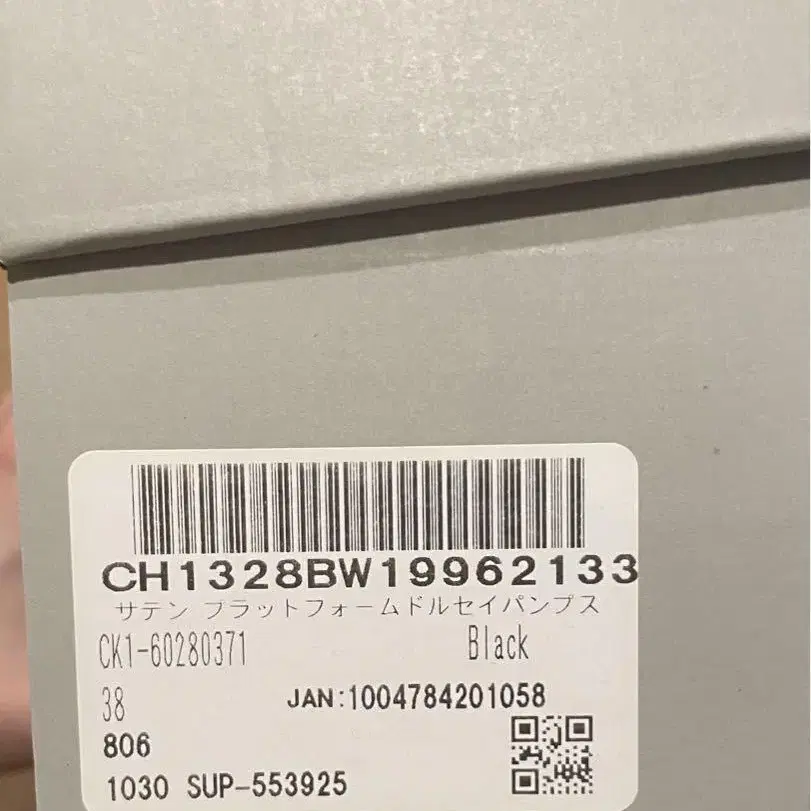 CH1328BW19962133
サテン プラットフォームドルセイパンプス
CK1-60280371 Black
38 JAN:1004784201058
806
1030 SUP-553925